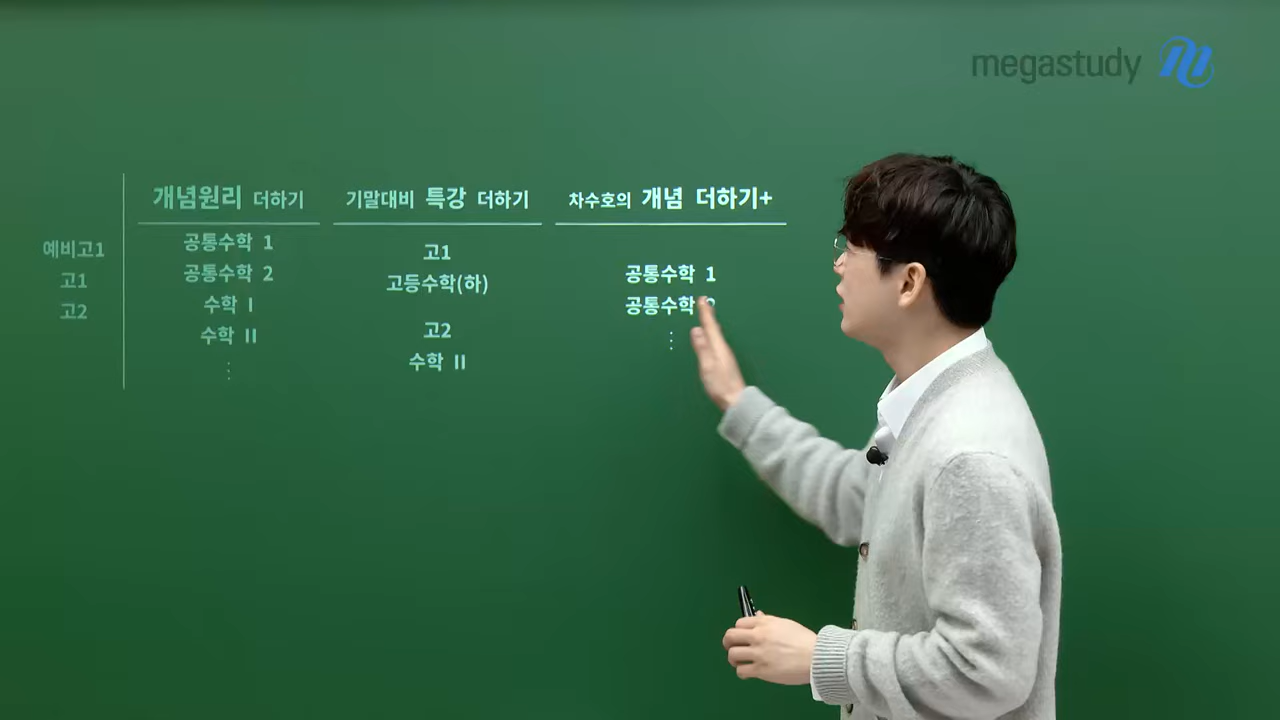 megastudy
개념원리 더하기
기말대비 특강 더하기
차수호의 개념 더하기+
예비고1
고1
고2
공통수학 1
공통수학 2
수학 I
수학 II
⋮
고1
고등수학(하)
고2
수학 II
공통수학 1
공통수학
⋮